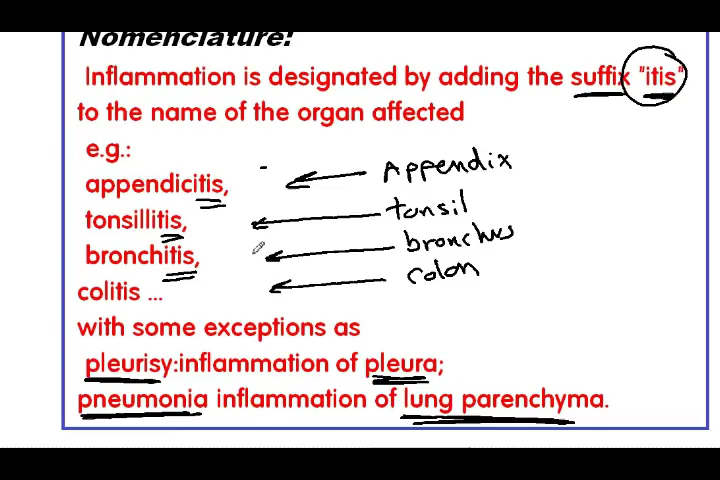 Nomenclature:
Inflammation is designated by adding the suffix "itis"
to the name of the organ affected
e.g.:
appendicitis, Appendix
tonsillitis, tonsil
bronchitis, bronchus
colitis ... colon
with some exceptions as
pleurisy:inflammation of pleura;
pneumonia inflammation of lung parenchyma.